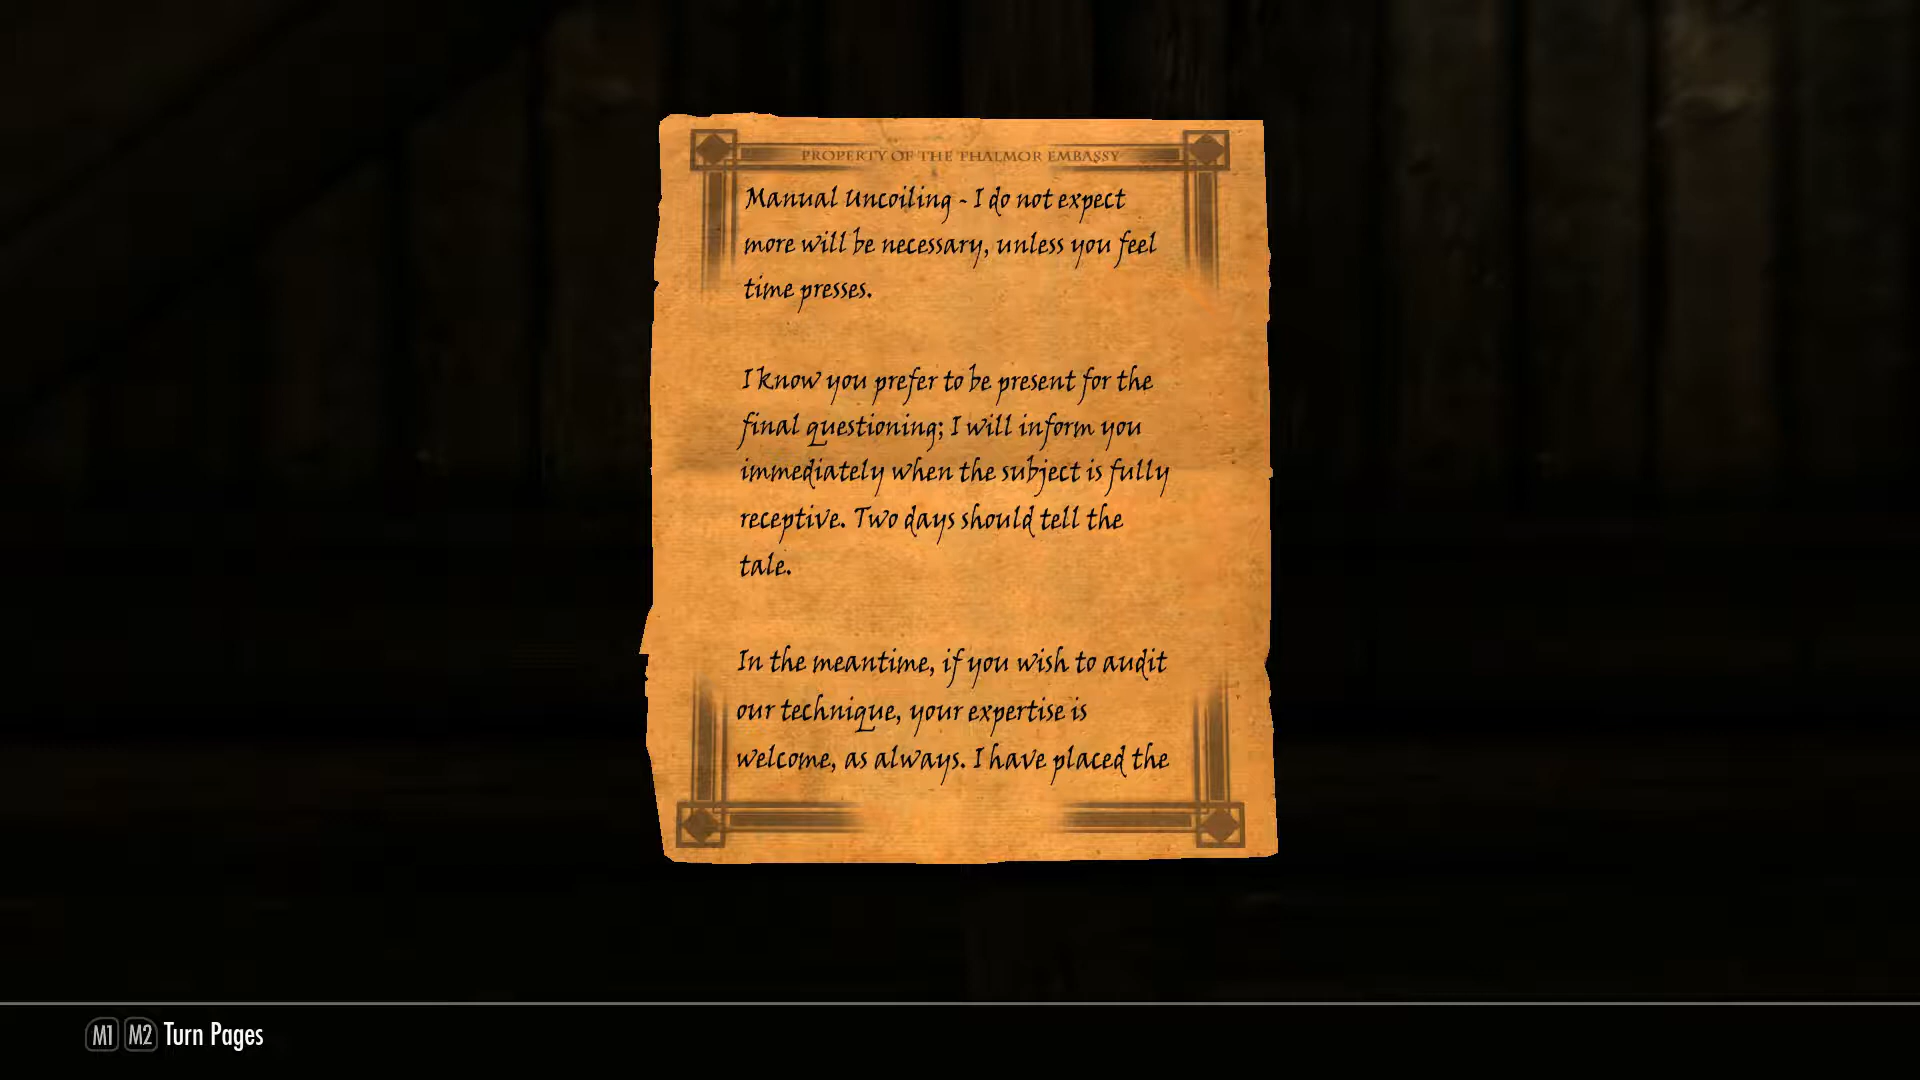 PROPERTY OF THE THALMOR EMBASSY
Manual Uncoiling - I do not expect
more will be necessary, unless you feel
time presses.
I know you prefer to be present for the
final questioning; I will inform you
immediately when the subject is fully
receptive. Two days should tell the
tale.
In the meantime, if you wish to audit
our technique, your expertise is
welcome, as always. I have placed the
M1 M2 Turn Pages